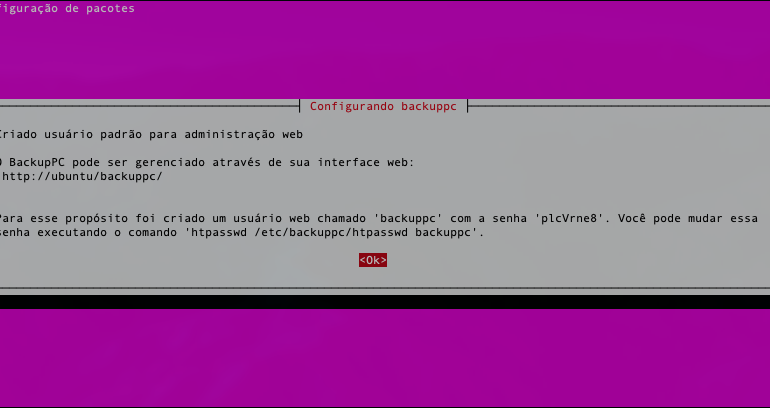 figuração de pacotes
Configurando backuppc
Criado usuário padrão para administração web
O BackupPC pode ser gerenciado através de sua interface web:
http://ubuntu/backuppc/
Para esse propósito foi criado um usuário web chamado 'backuppc' com a senha 'plcVrne8'. Você pode mudar essa
senha executando o comando 'htpasswd /etc/backuppc/htpasswd backuppc'.
<Ok>